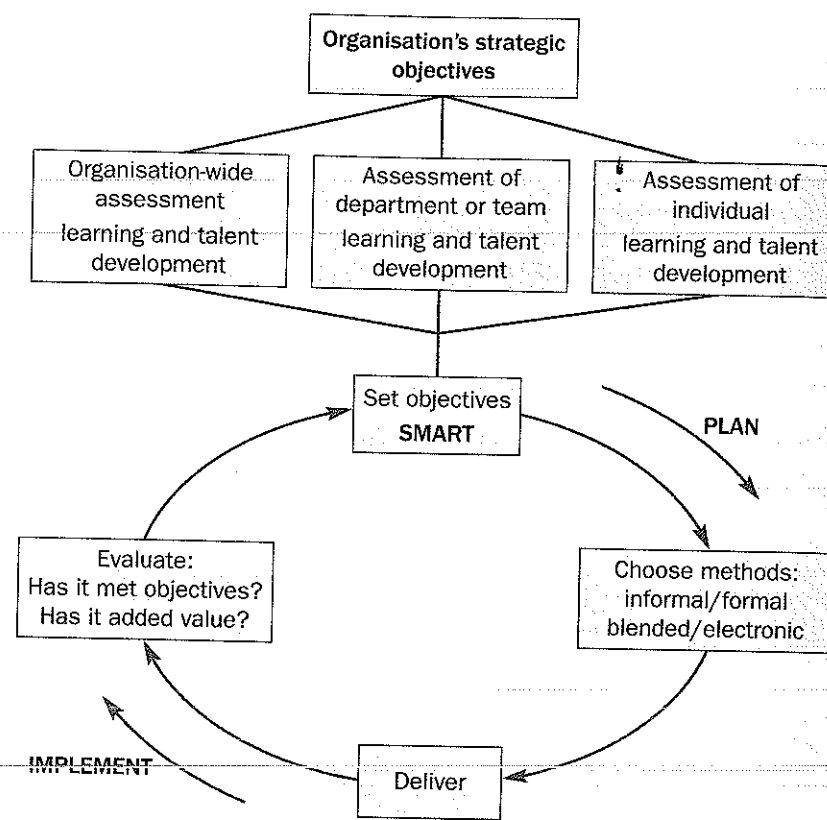 Organisation's strategic
objectives
Organisation-wide
assessment
learning and talent
development
Assessment of
department or team
learning and talent
development
Assessment of
individual
learning and talent
development
Set objectives
SMART
PLAN
Evaluate:
Has it met objectives?
Has it added value?
Choose methods:
informal/formal
blended/electronic
IMPLEMENT
Deliver